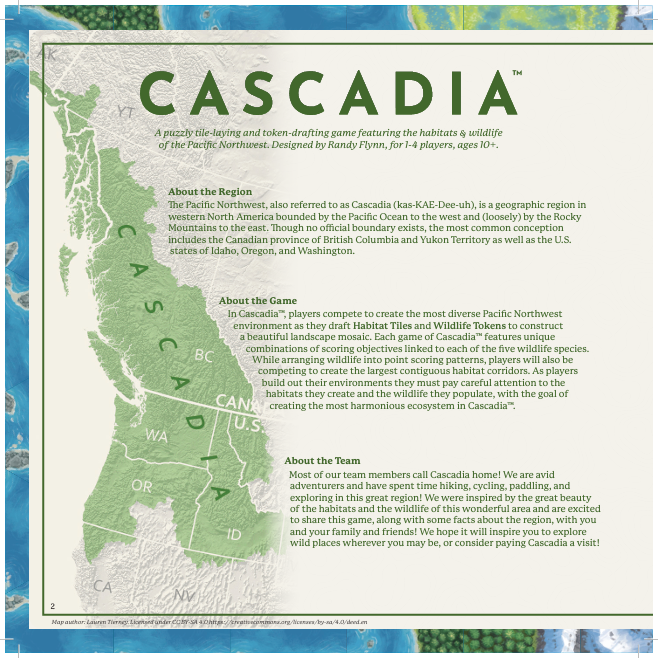 AK
YT
CASCADIA™
A puzzly tile-laying and token-drafting game featuring the habitats & wildlife
of the Pacific Northwest. Designed by Randy Flynn, for 1-4 players, ages 10+.
About the Region
The Pacific Northwest, also referred to as Cascadia (kas-KAE-Dee-uh), is a geographic region in
western North America bounded by the Pacific Ocean to the west and (loosely) by the Rocky
Mountains to the east. Though no official boundary exists, the most common conception
includes the Canadian province of British Columbia and Yukon Territory as well as the U.S.
states of Idaho, Oregon, and Washington.
CASCADIA
About the Game
In Cascadia™, players compete to create the most diverse Pacific Northwest
environment as they draft Habitat Tiles and Wildlife Tokens to construct
a beautiful landscape mosaic. Each game of Cascadia™ features unique
combinations of scoring objectives linked to each of the five wildlife species.
While arranging wildlife into point scoring patterns, players will also be
competing to create the largest contiguous habitat corridors. As players
build out their environments they must pay careful attention to the
habitats they create and the wildlife they populate, with the goal of
creating the most harmonious ecosystem in Cascadia™.
BC
CANA
U.S.
WA
OR
ID
CA
NV
About the Team
Most of our team members call Cascadia home! We are avid
adventurers and have spent time hiking, cycling, paddling, and
exploring in this great region! We were inspired by the great beauty
of the habitats and the wildlife of this wonderful area and are excited
to share this game, along with some facts about the region, with you
and your family and friends! We hope it will inspire you to explore
wild places wherever you may be, or consider paying Cascadia a visit!
2
Map author: Lauren Tierney. Licensed under CC BY-SA 4.0 https://creativecommons.org/licenses/by-sa/4.0/deed.en